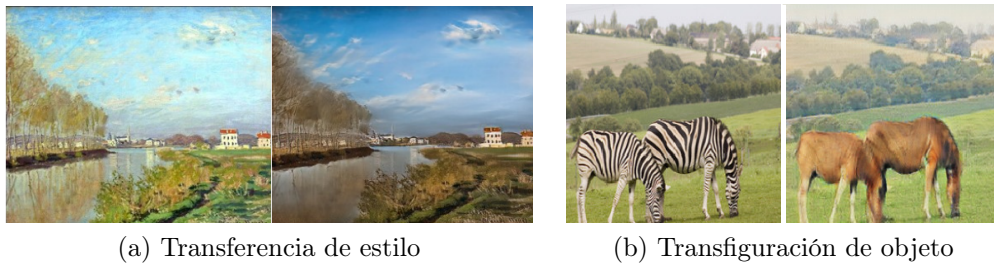 (a) Transferencia de estilo
(b) Transfiguración de objeto